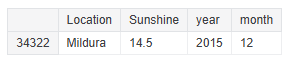 Location Sunshine year month
34322 Mildura 14.5 2015 12